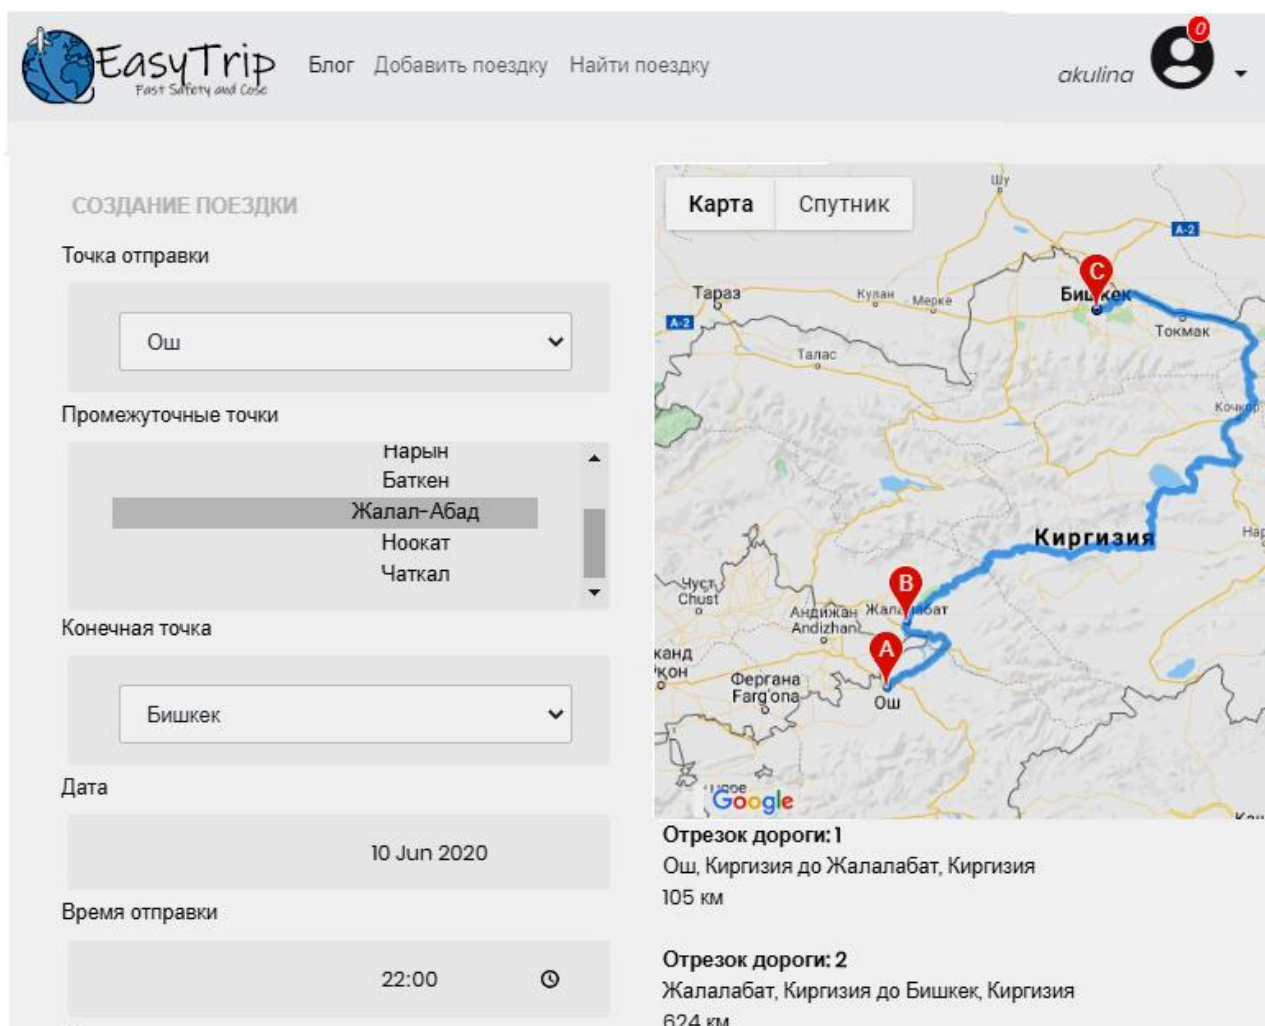 EasyTrip
Fast Safety and Cose
Блог Добавить поездку Найти поездку
akulina
0
СОЗДАНИЕ ПОЕЗДКИ
Точка отправки
Ош
Промежуточные точки
Нарын
Баткен
Жалал-Абад
Ноокат
Чаткал
Конечная точка
Бишкек
Дата
10 Jun 2020
Время отправки
22:00
Карта Спутник
Шу
A-2
C
Тараз
Кулан
Мерке
Бишкек
A-2
Токмак
Талас
Кочкор
Киргизия
Нар
B
Чуст
Chust
Андижан
Andizhan
Жалалабат
A
канд
Фергана
Farg'ona
Ош
Google
Отрезок дороги: 1
Ош, Киргизия до Жалалабат, Киргизия
105 км
Отрезок дороги: 2
Жалалабат, Киргизия до Бишкек, Киргизия
624 км